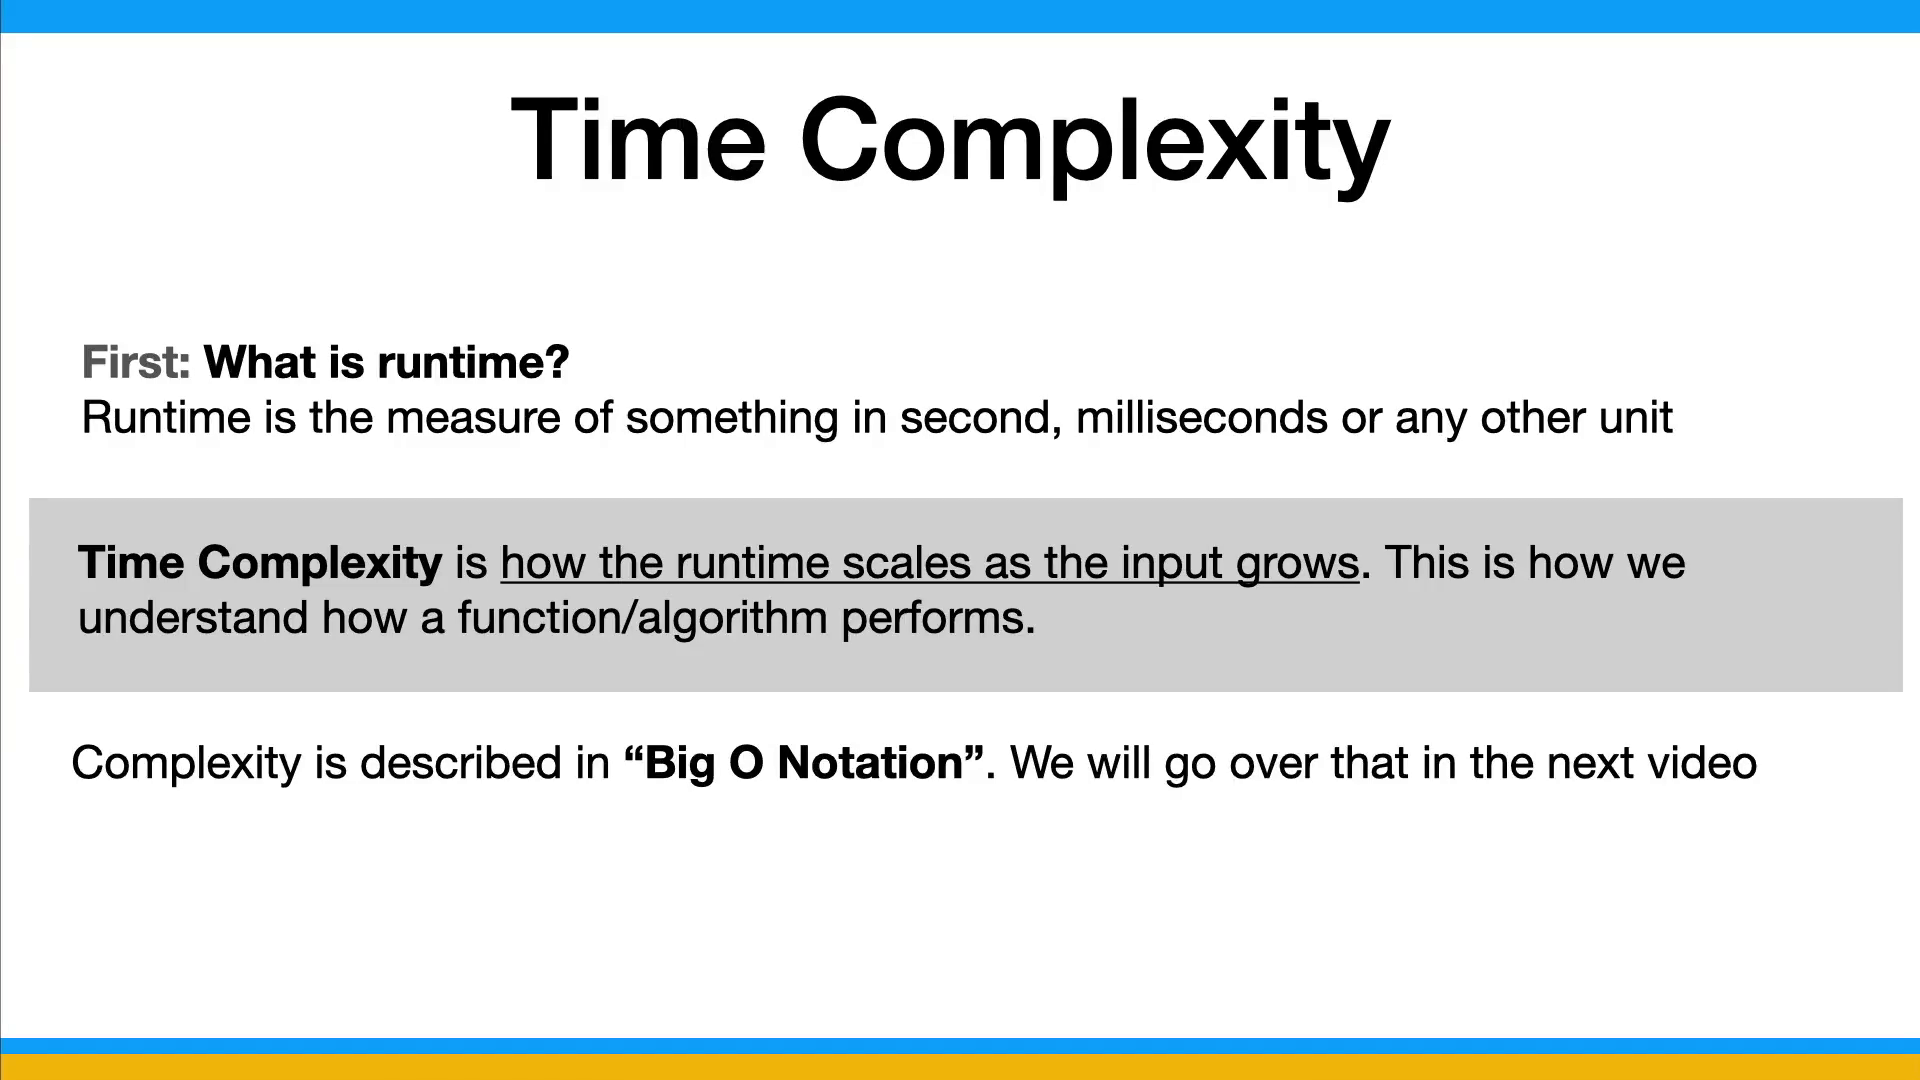 Time Complexity
First: What is runtime?
Runtime is the measure of something in second, milliseconds or any other unit
Time Complexity is how the runtime scales as the input grows. This is how we
understand how a function/algorithm performs.
Complexity is described in “Big O Notation”. We will go over that in the next video